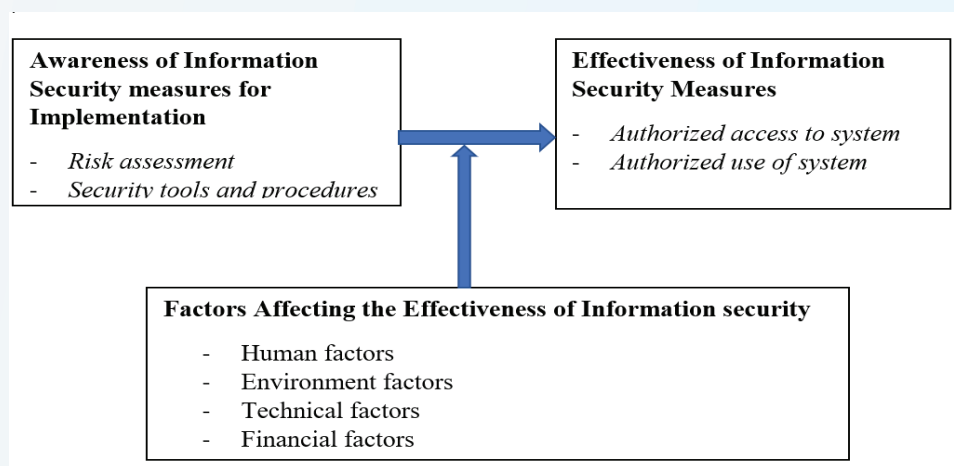 Awareness of Information
Security measures for
Implementation
- Risk assessment
- Security tools and procedures
Effectiveness of Information
Security Measures
- Authorized access to system
- Authorized use of system
Factors Affecting the Effectiveness of Information security
- Human factors
- Environment factors
- Technical factors
- Financial factors